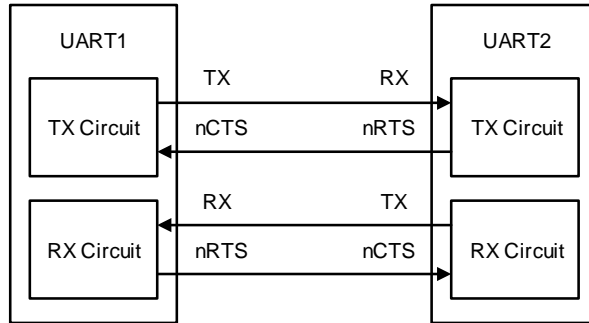 UART1 UART2
TX RX
TX Circuit nCTS nRTS TX Circuit
RX TX
RX Circuit nRTS nCTS RX Circuit